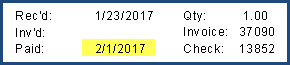 Rec'd: 1/23/2017 Qty: 1.00
Inv'd: Invoice: 37090
Paid: 2/1/2017 Check: 13852